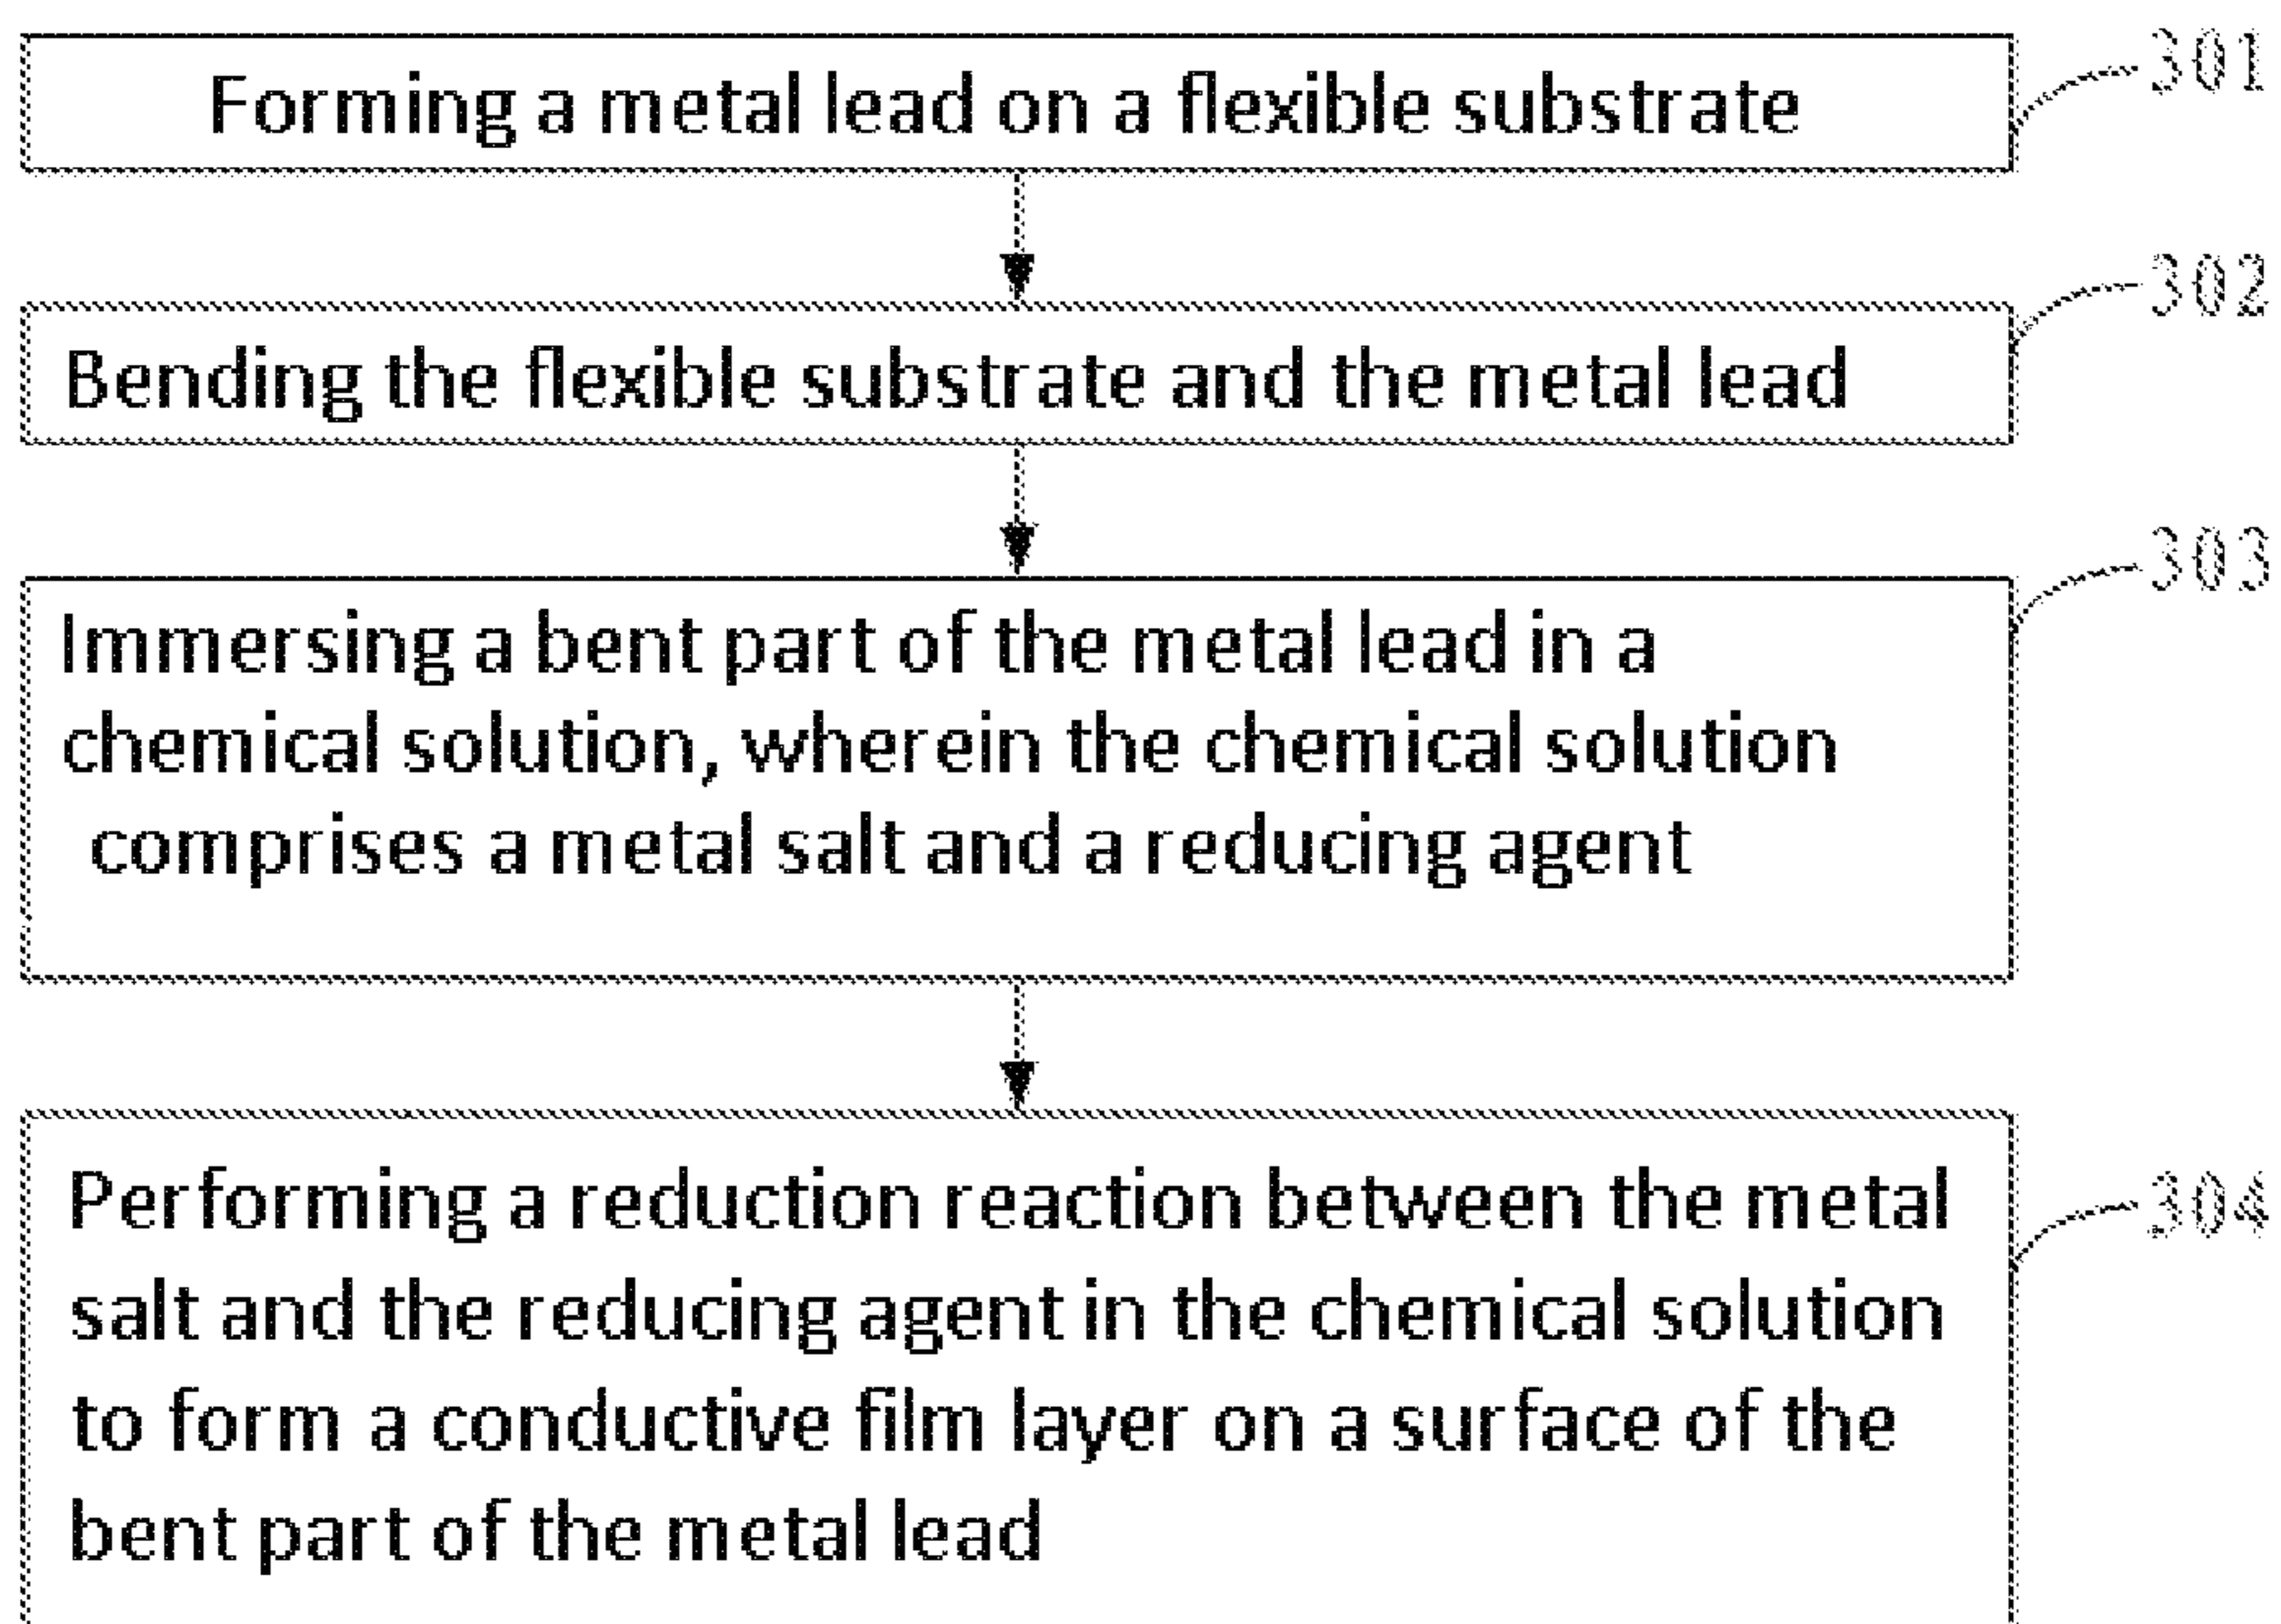 Forming a metal lead on a flexible substrate
301
Bending the flexible substrate and the metal lead
302
Immersing a bent part of the metal lead in a
chemical solution, wherein the chemical solution
comprises a metal salt and a reducing agent
303
Performing a reduction reaction between the metal
salt and the reducing agent in the chemical solution
to form a conductive film layer on a surface of the
bent part of the metal lead
304